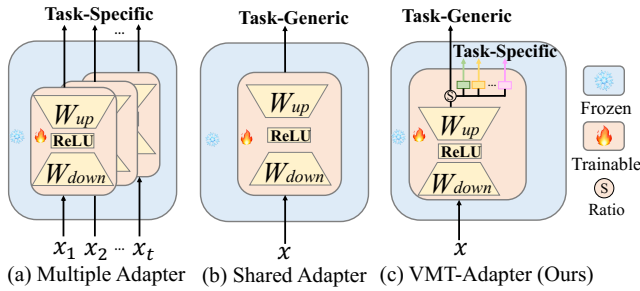 Task-Specific
...
W_up
ReLU
W_down
x_1 x_2 ... x_t
(a) Multiple Adapter
Task-Generic
W_up
ReLU
W_down
x
(b) Shared Adapter
Task-Generic
Task-Specific
...
S
W_up
ReLU
W_down
x
(c) VMT-Adapter (Ours)
Frozen
Trainable
S
Ratio